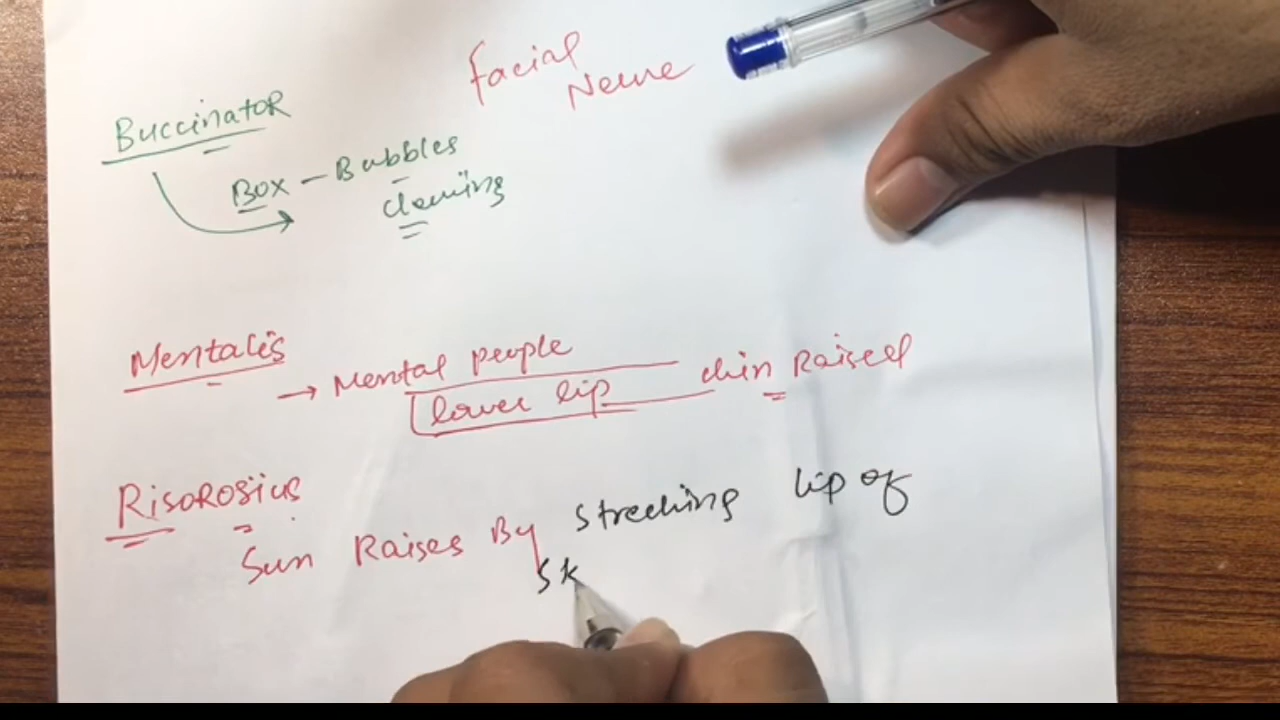 Facial
Nerve
Buccinator
Box - Bubbles
Mentalis
→ Mental people
lower lip
chin Raised
Risorosius
Sun Raises By Streching lip of
Sk